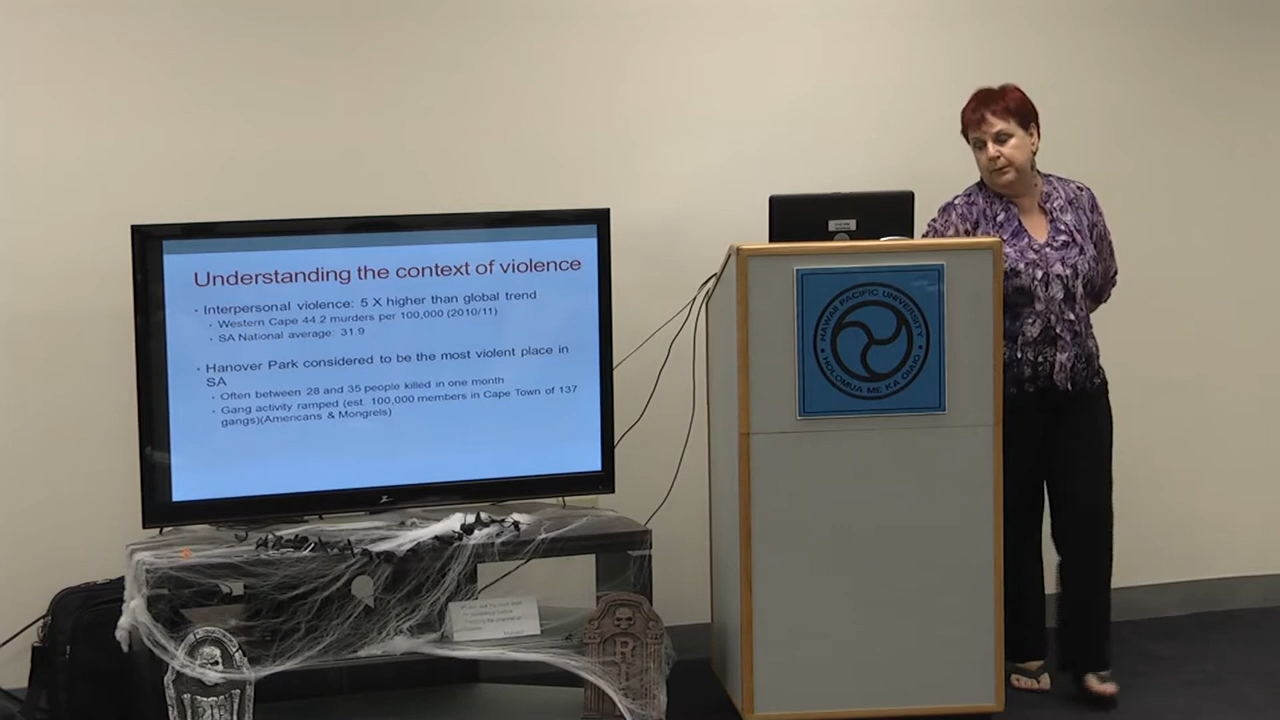 Understanding the context of violence
Interpersonal violence: 5 X higher than global trend
Western Cape 44.2 murders per 100,000 (2010/11)
SA National average: 31.9
Hanover Park considered to be the most violent place in
SA
Often between 28 and 35 people killed in one month
Gang activity ramped (est. 100,000 members in Cape Town of 137
gangs)(Americans & Mongrels)
HAWAII PACIFIC UNIVERSITY
HOLOMUA ME KA OIAIO
RIP
R